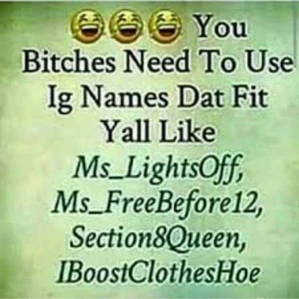 😂😂😂 You
Bitches Need To Use
Ig Names Dat Fit
Yall Like
Ms_LightsOff,
Ms_FreeBefore12,
Section8Queen,
IBoostClothesHoe